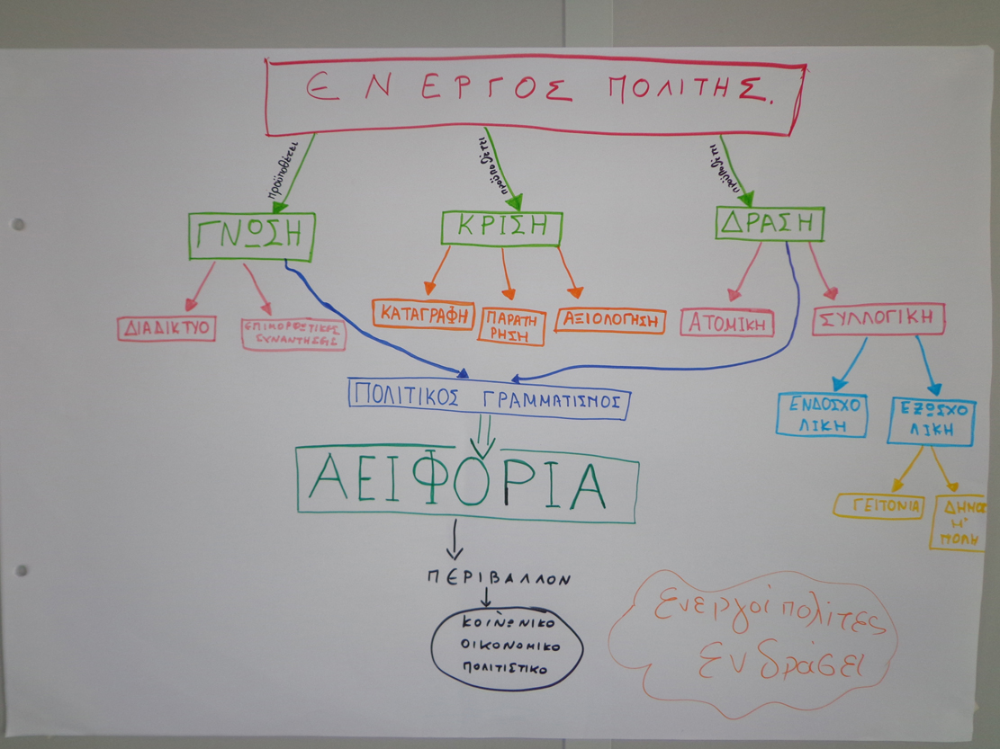 ΕΝΕΡΓΟΣ ΠΟΛΙΤΗΣ.
προϋποθέτει
προϋποθέτει
προϋποθέτει
ΓΝΩΣΗ
ΚΡΙΣΗ
ΔΡΑΣΗ
ΔΙΑΔΙΚΤΥΟ
ΣΥΝΑΝΤΗΣΕΙΣ
ΚΑΤΑΓΡΑΦΗ
ΠΑΡΑΤΗ
ΡΗΣΗ
ΑΞΙΟΛΟΓΗΣΗ
ΑΤΟΜΙΚΗ
ΣΥΛΛΟΓΙΚΗ
ΠΟΛΙΤΙΚΟΣ ΓΡΑΜΜΑΤΙΣΜΟΣ
ΕΝΔΟΣΧΟ
ΛΙΚΗ
ΕΞΩΣΧΟ
ΛΙΚΗ
ΑΕΙΦΟΡΙΑ
ΓΕΙΤΟΝΙΑ
ΔΗΜΟΣ
Η'
ΠΟΛΗ
ΠΕΡΙΒΑΛΛΟΝ
ΚΟΙΝΩΝΙΚΟ
ΟΙΚΟΝΟΜΙΚΟ
ΠΟΛΙΤΙΣΤΙΚΟ
Ενεργοί πολίτες
εν δράσει